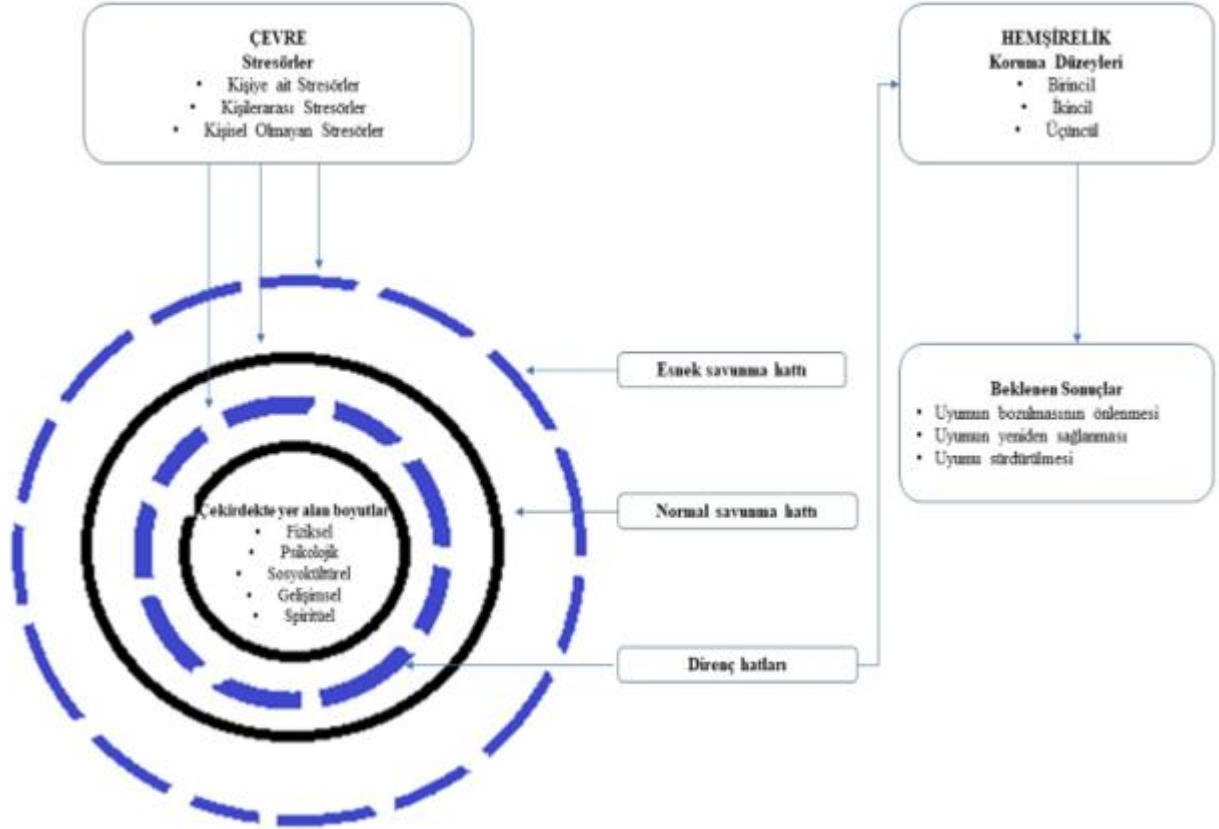 ÇEVRE
Stresörler
• Kişiye ait Stresörler
• Kişilerarası Stresörler
• Kişisel Olmayan Stresörler
HEMŞİRELİK
Koruma Düzeyleri
• Birincil
• İkincil
• Üçüncül
Esnek savunma hattı
Beklenen Sonuçlar
• Uyumun bozulmasının önlenmesi
• Uyumun yeniden sağlanması
• Uyumu sürdürülmesi
Normal savunma hattı
Çekirdekte yer alan boyutlar
• Fiziksel
• Psikolojik
• Sosyokültürel
• Gelişimsel
• Spiritüel
Direnç hatları